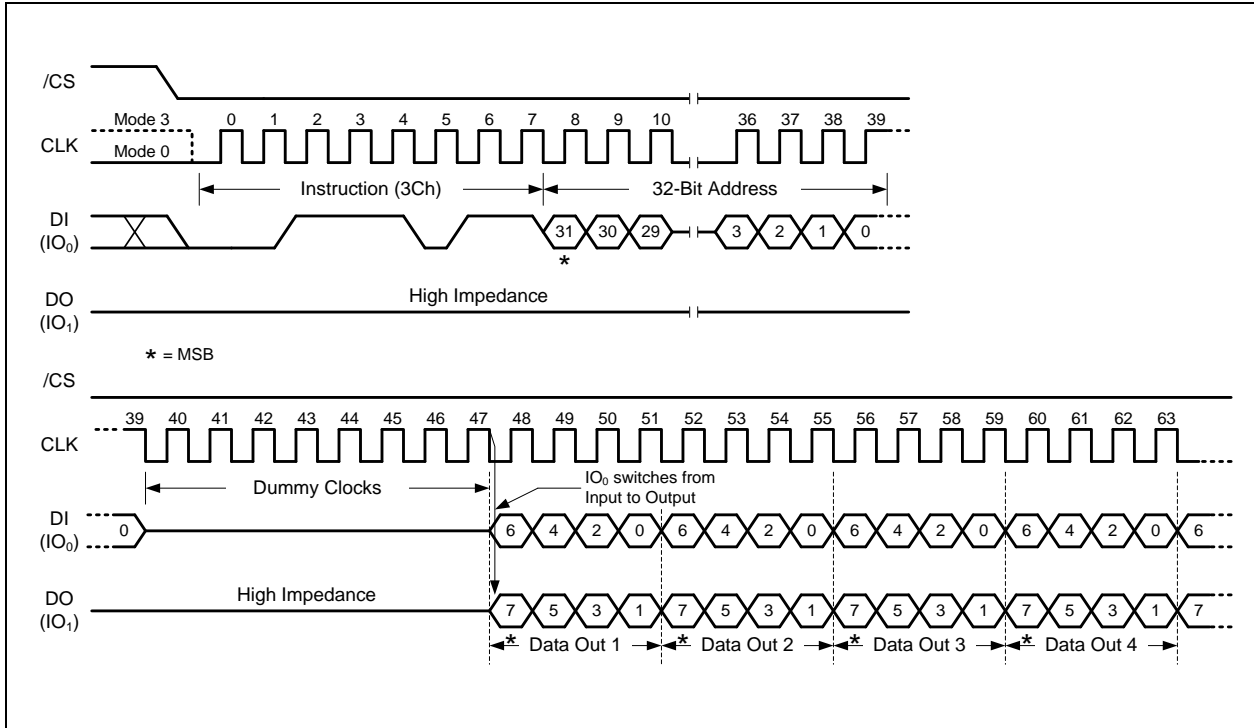 /CS
Mode 3 0 1 2 3 4 5 6 7 8 9 10 36 37 38 39
CLK
Mode 0
Instruction (3Ch) 32-Bit Address
DI
(IO₀)
31 30 29 3 2 1 0
*
High Impedance
DO
(IO₁)
* = MSB
/CS
39 40 41 42 43 44 45 46 47 48 49 50 51 52 53 54 55 56 57 58 59 60 61 62 63
CLK
Dummy Clocks
IO₀ switches from
Input to Output
DI
(IO₀)
0 6 4 2 0 6 4 2 0 6 4 2 0 6 4 2 0 6
High Impedance
DO
(IO₁)
7 5 3 1 7 5 3 1 7 5 3 1 7 5 3 1 7
* Data Out 1 * Data Out 2 * Data Out 3 * Data Out 4